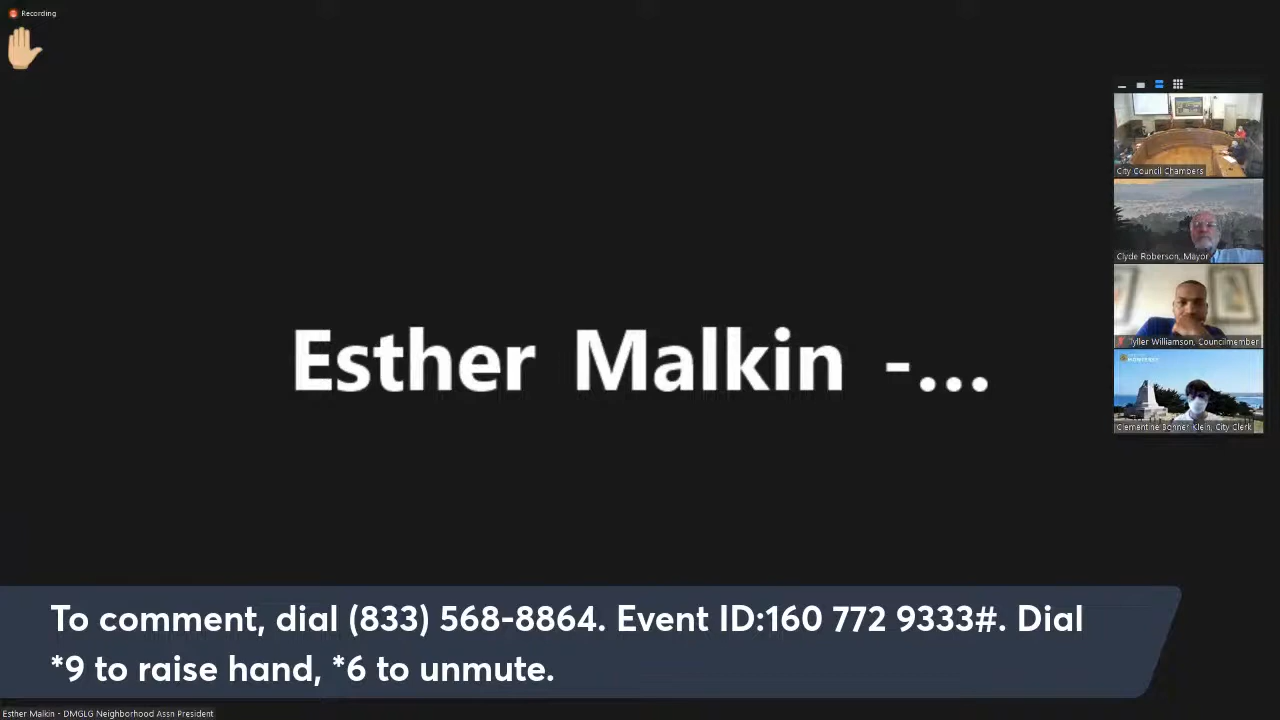 Recording
City Council Chambers
Clyde Roberson, Mayor
Tyller Williamson, Councilmember
MONTEREY
Clementine Bonner Klein, City Clerk
Esther Malkin -...
To comment, dial (833) 568-8864. Event ID:160 772 9333#. Dial
*9 to raise hand, *6 to unmute.
Esther Malkin - DMGLG Neighborhood Assn President